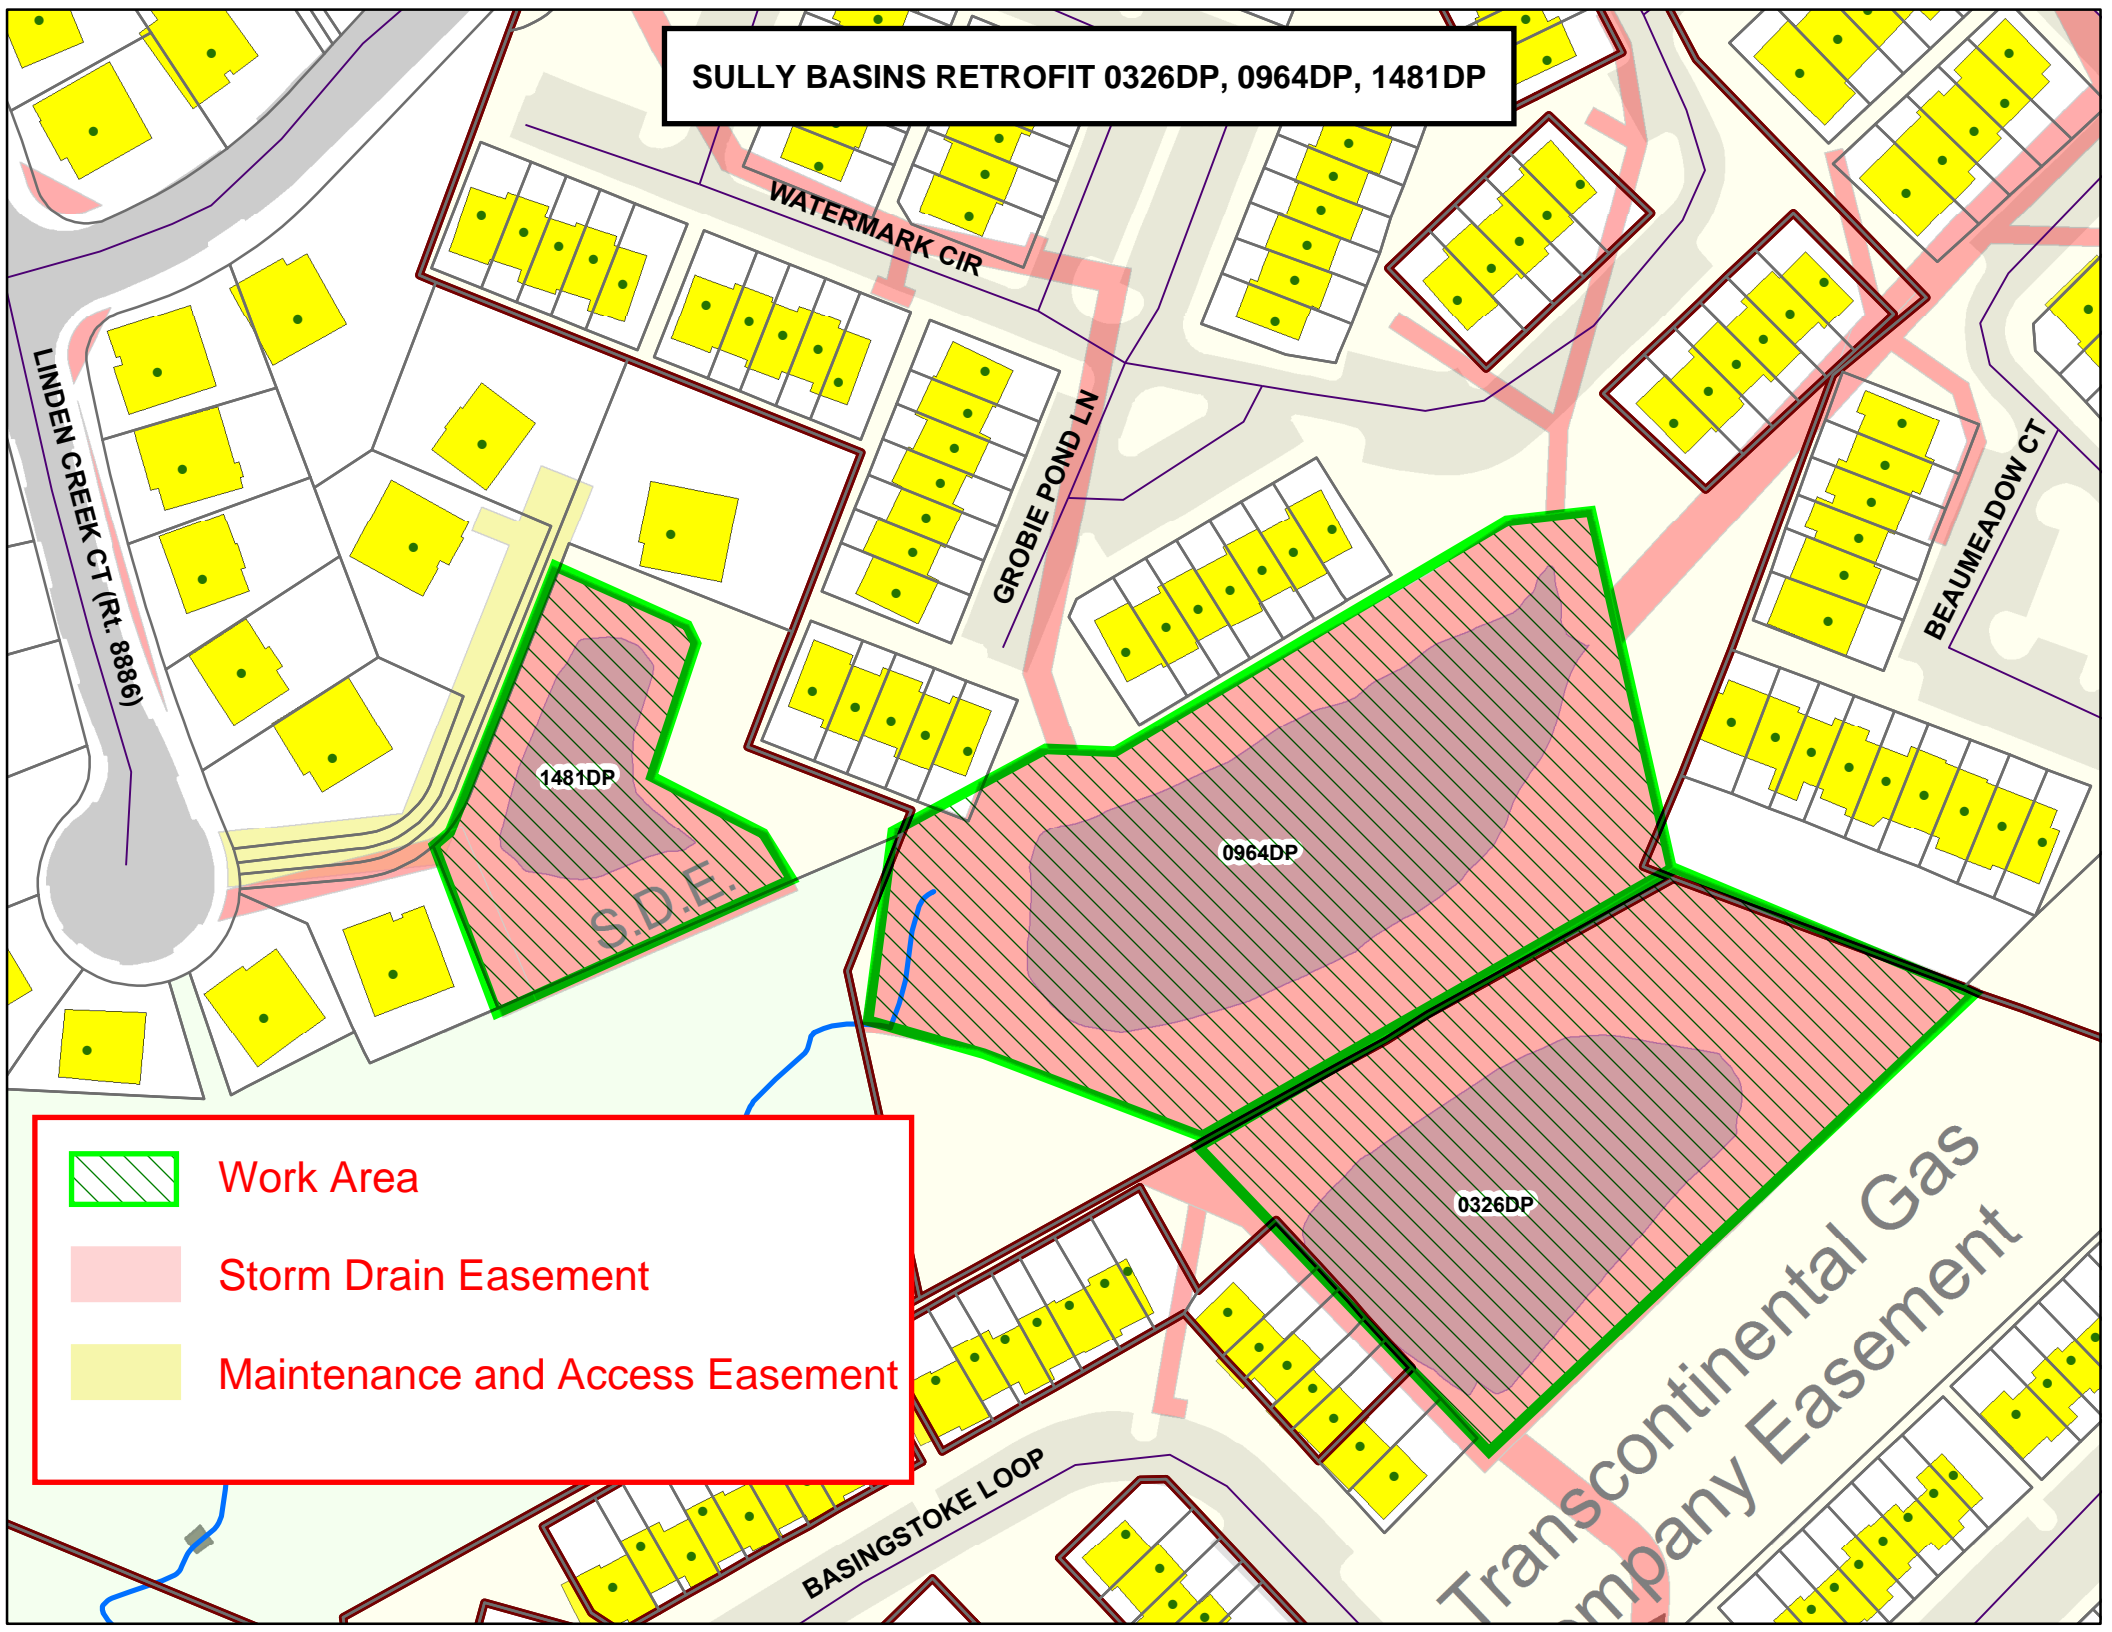 SULLY BASINS RETROFIT 0326DP, 0964DP, 1481DP
WATERMARK CIR
LINDEN CREEK CT (Rt. 8886)
GROBIE POND LN
BEAUMEADOW CT
1481DP
0964DP
S.D.E.
0326DP
Work Area
Storm Drain Easement
Maintenance and Access Easement
BASINGSTOKE LOOP
Transcontinental Gas
ompany Easement